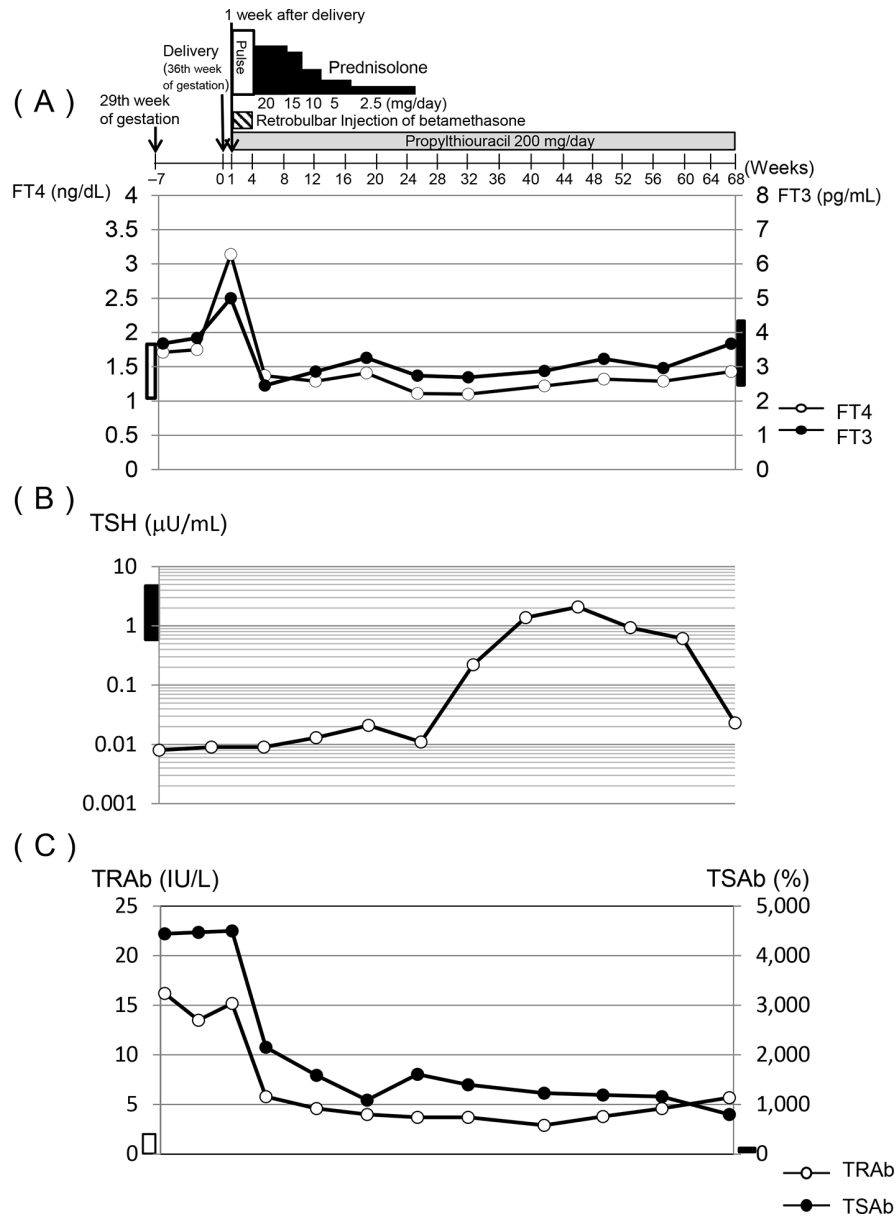 1 week after delivery
Delivery
(36th week
of gestation)
Pulse
Prednisolone
( A )
29th week
of gestation
20 15 10 5 2.5 (mg/day)
Retrobulbar Injection of betamethasone
Propylthiouracil 200 mg/day
–7 0 1 4 8 12 16 20 24 28 32 36 40 44 48 52 56 60 64 68 (Weeks)
FT4 (ng/dL)
FT3 (pg/mL)
4 8
3.5 7
3 6
2.5 5
2 4
1.5 3
1 2
0.5 1
0 0
FT4
FT3
( B )
TSH (μU/mL)
10
1
0.1
0.01
0.001
( C )
TRAb (IU/L)
TSAb (%)
25 5,000
20 4,000
15 3,000
10 2,000
5 1,000
0 0
TRAb
TSAb